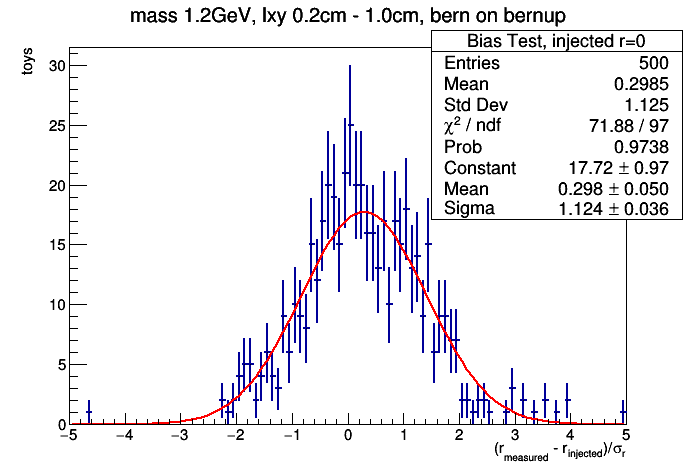 mass 1.2GeV, lxy 0.2cm - 1.0cm, bern on bernup
Bias Test, injected r=0
Entries 500
Mean 0.2985
Std Dev 1.125
χ² / ndf 71.88 / 97
Prob 0.9738
Constant 17.72 ± 0.97
Mean 0.298 ± 0.050
Sigma 1.124 ± 0.036
toys
30
25
20
15
10
5
0
−5 −4 −3 −2 −1 0 1 2 3 4 5
(r_measured - r_injected)/σ_r